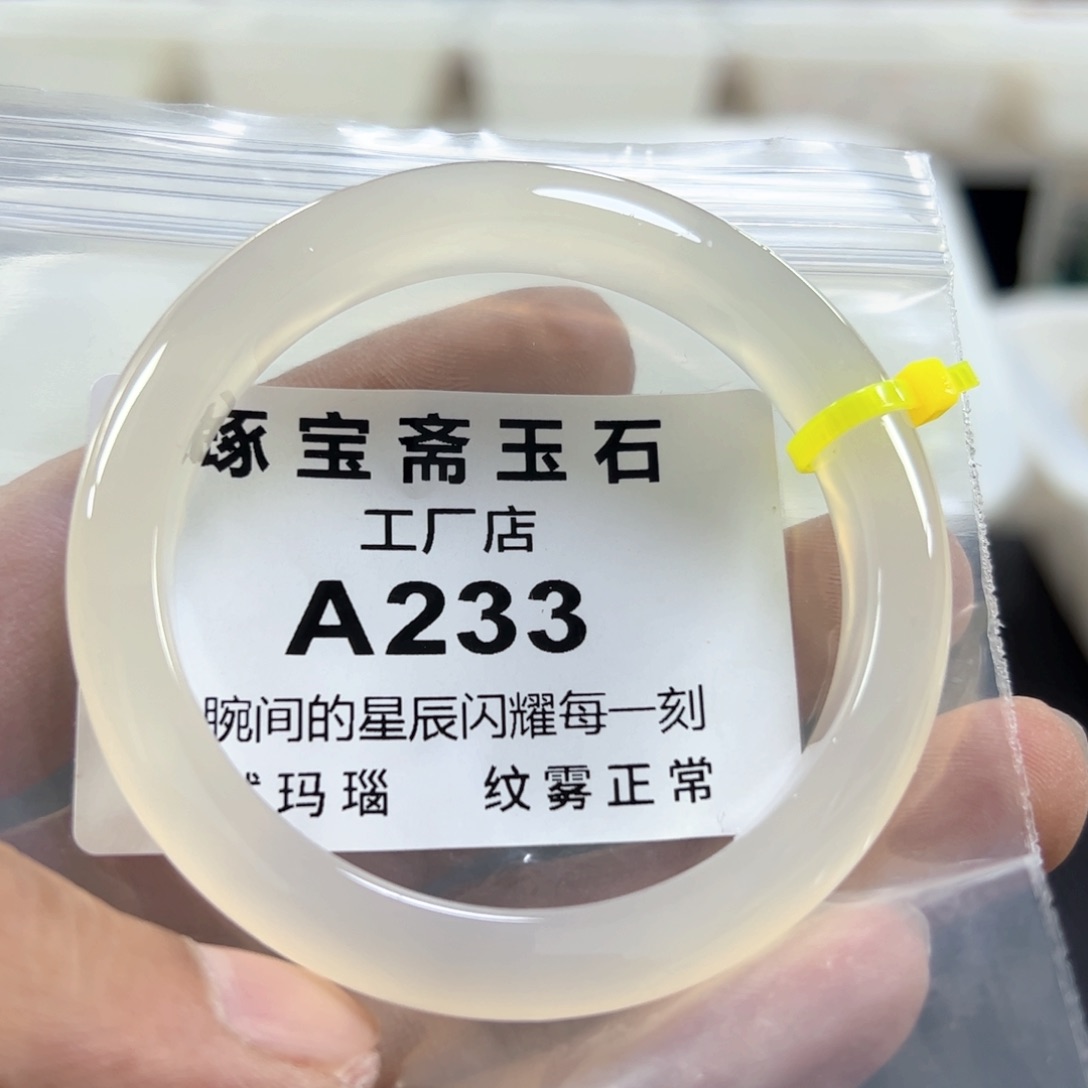 琢宝斋玉石
工厂店
A233
腕间的星辰闪耀每一刻
玛瑙 纹雾正常